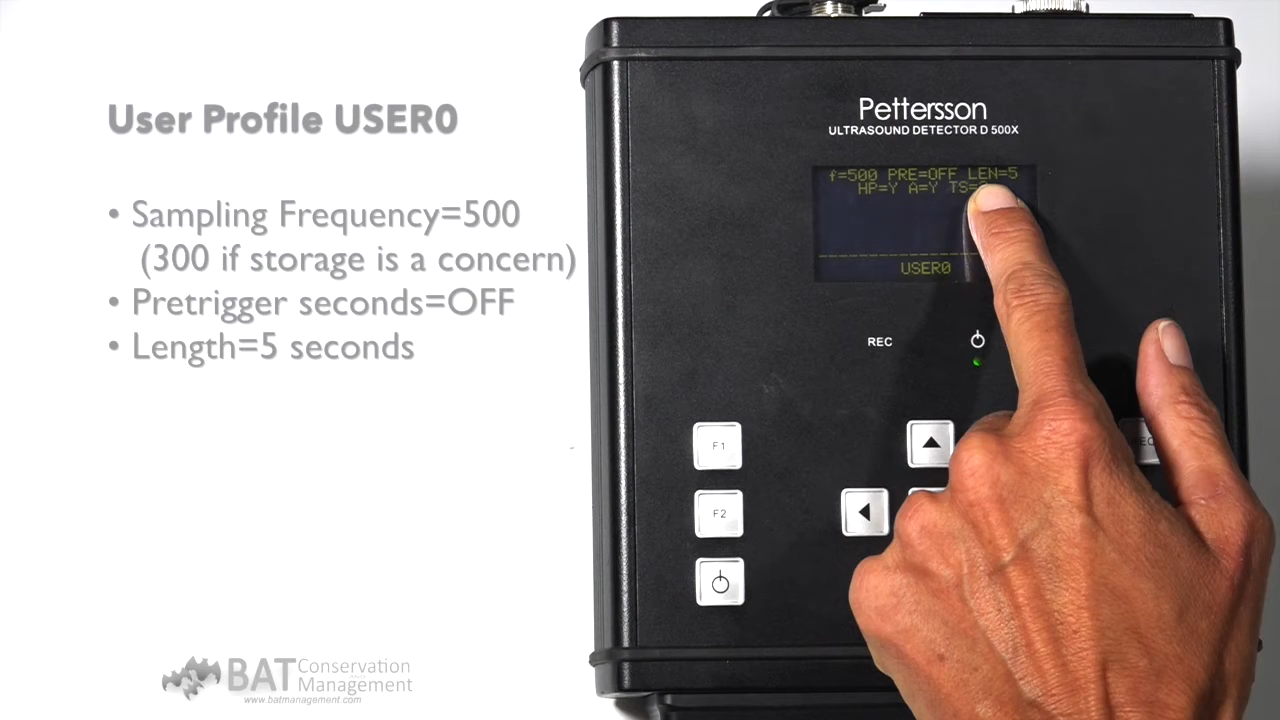 User Profile USER0
• Sampling Frequency=500
(300 if storage is a concern)
• Pretrigger seconds=OFF
• Length=5 seconds
BAT Conservation
AND
Management
www.batmanagement.com
Pettersson
ULTRASOUND DETECTOR D 500X
f=500 PRE=OFF LEN=5
HP=Y A=Y TS=
USER0
REC
F1
F2